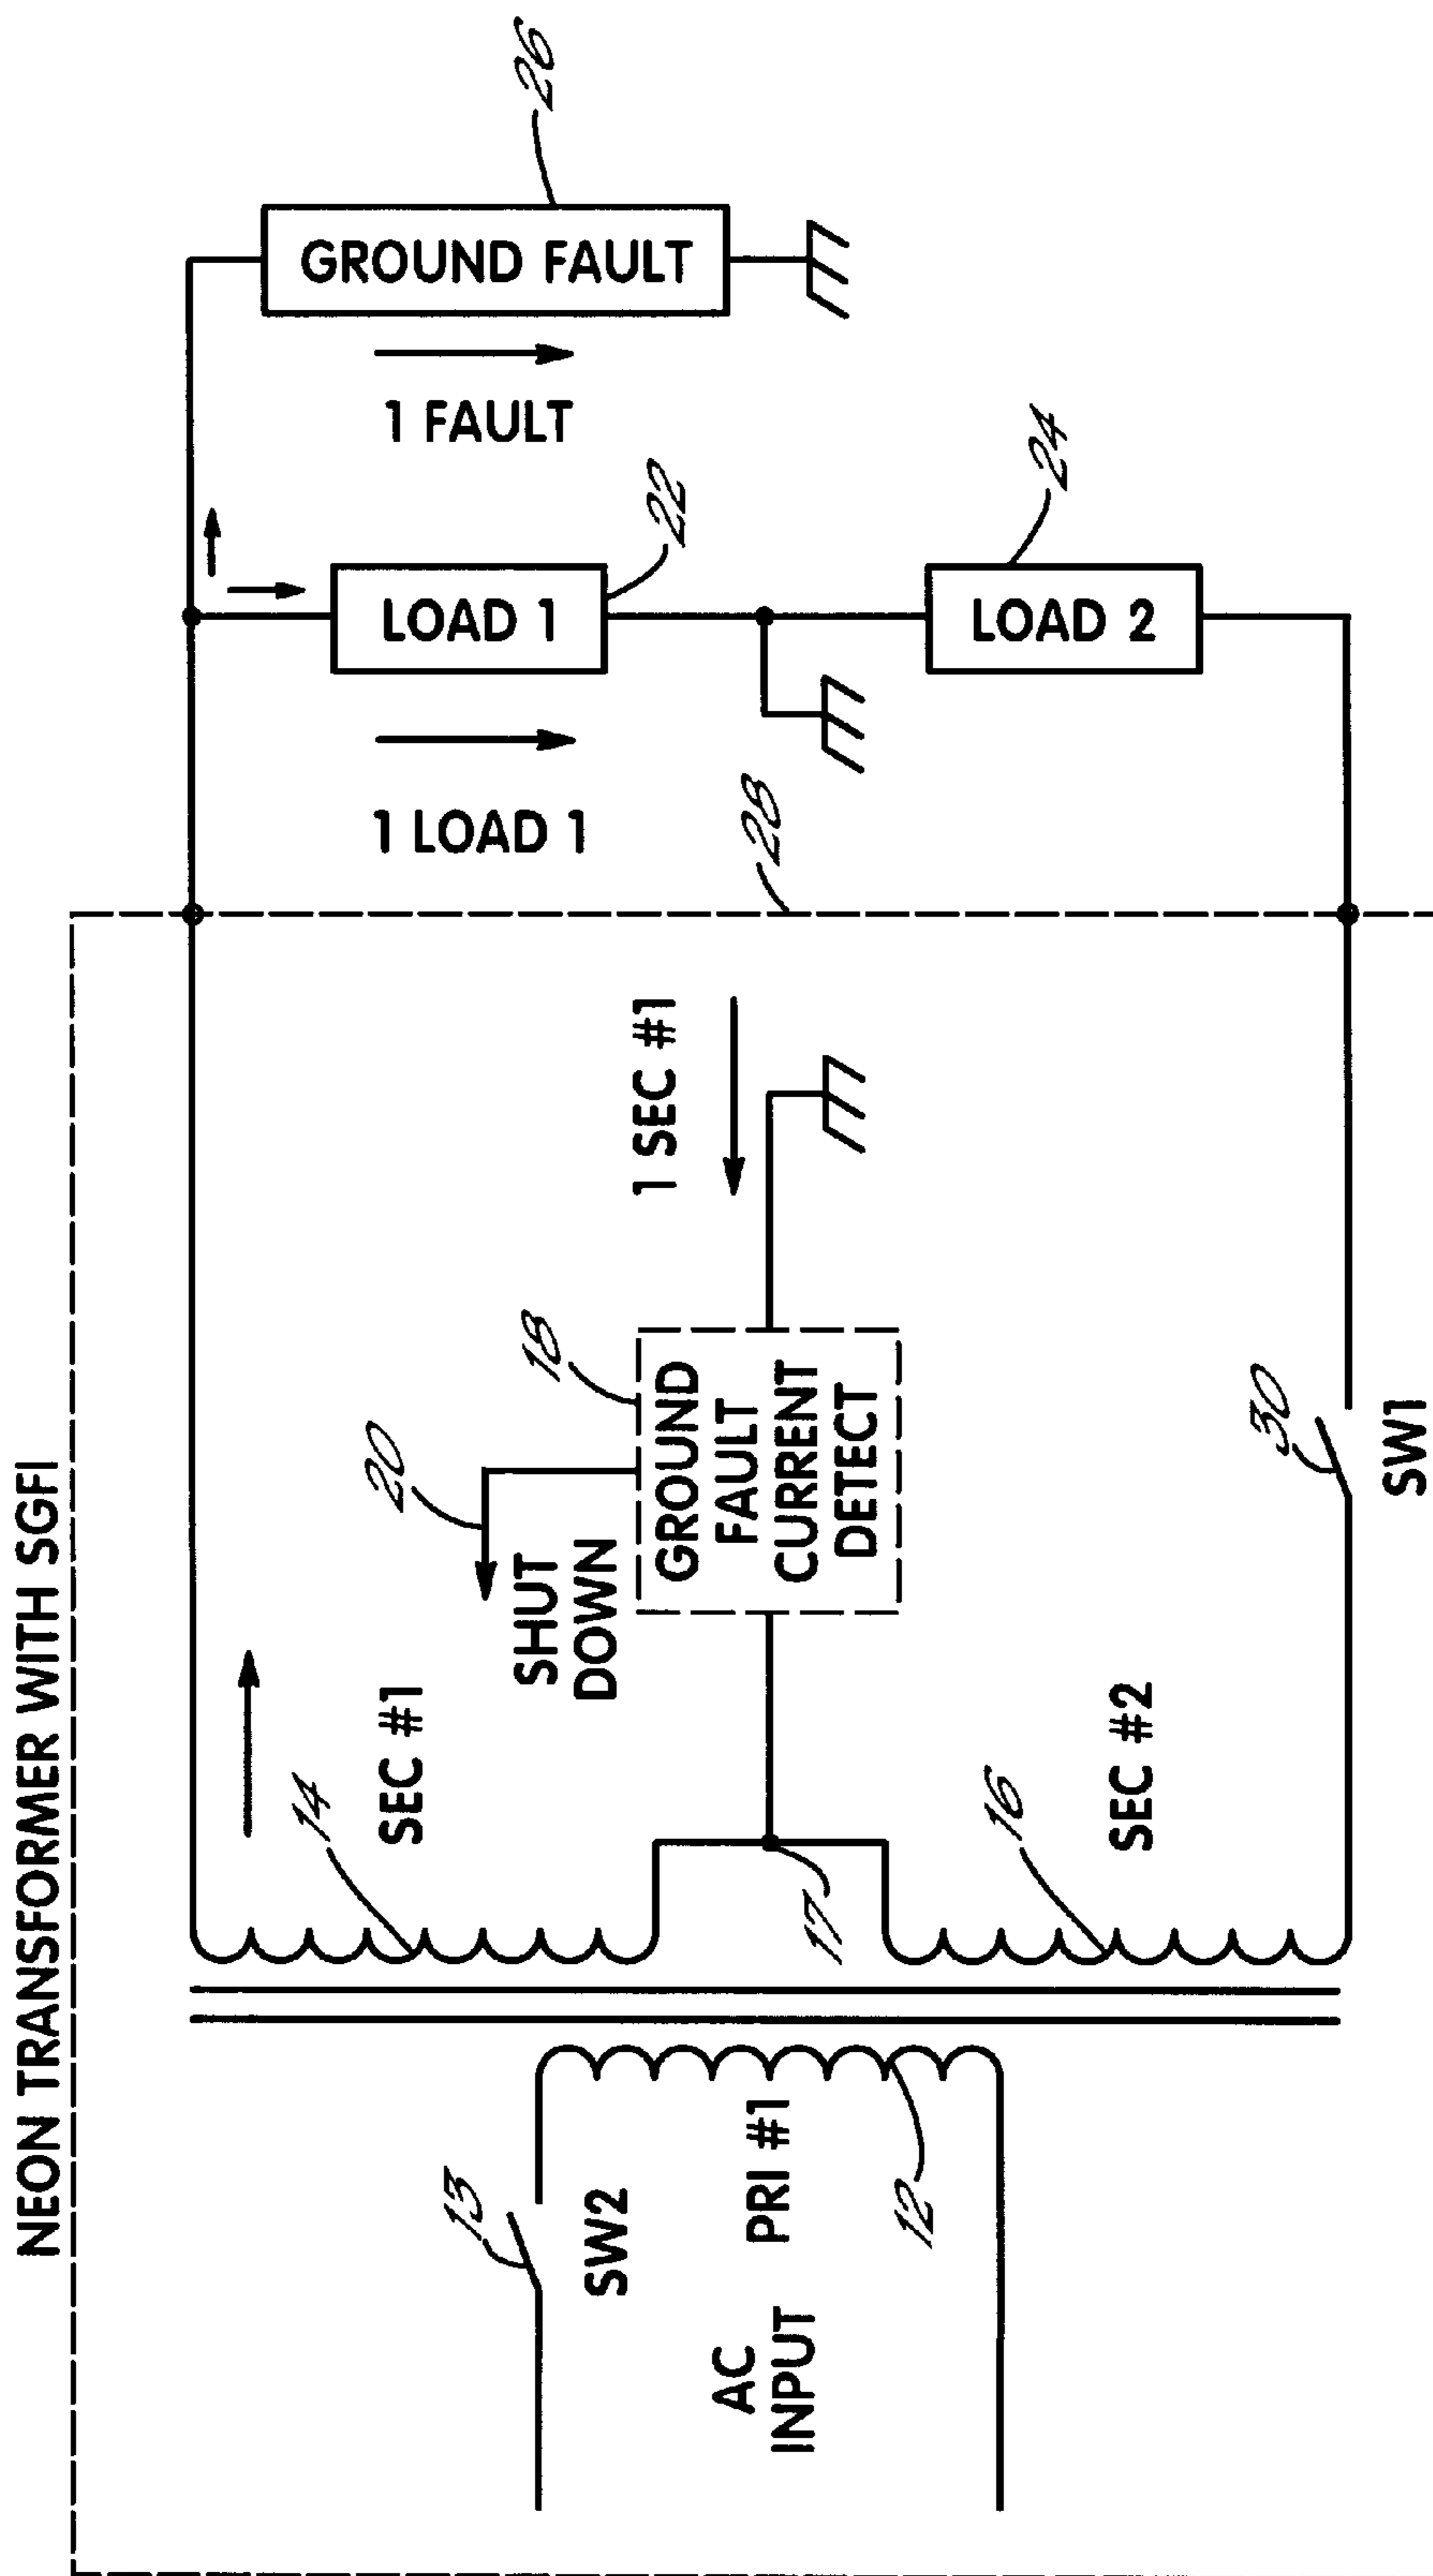 NEON TRANSFORMER WITH SGFI
AC
INPUT
13
SW2
PRI #1
12
14
SEC #1
16
SEC #2
17
20
SHUT
DOWN
18
GROUND
FAULT
CURRENT
DETECT
1 SEC #1
30
SW1
28
1 LOAD 1
LOAD 1
22
LOAD 2
24
1 FAULT
GROUND FAULT
26